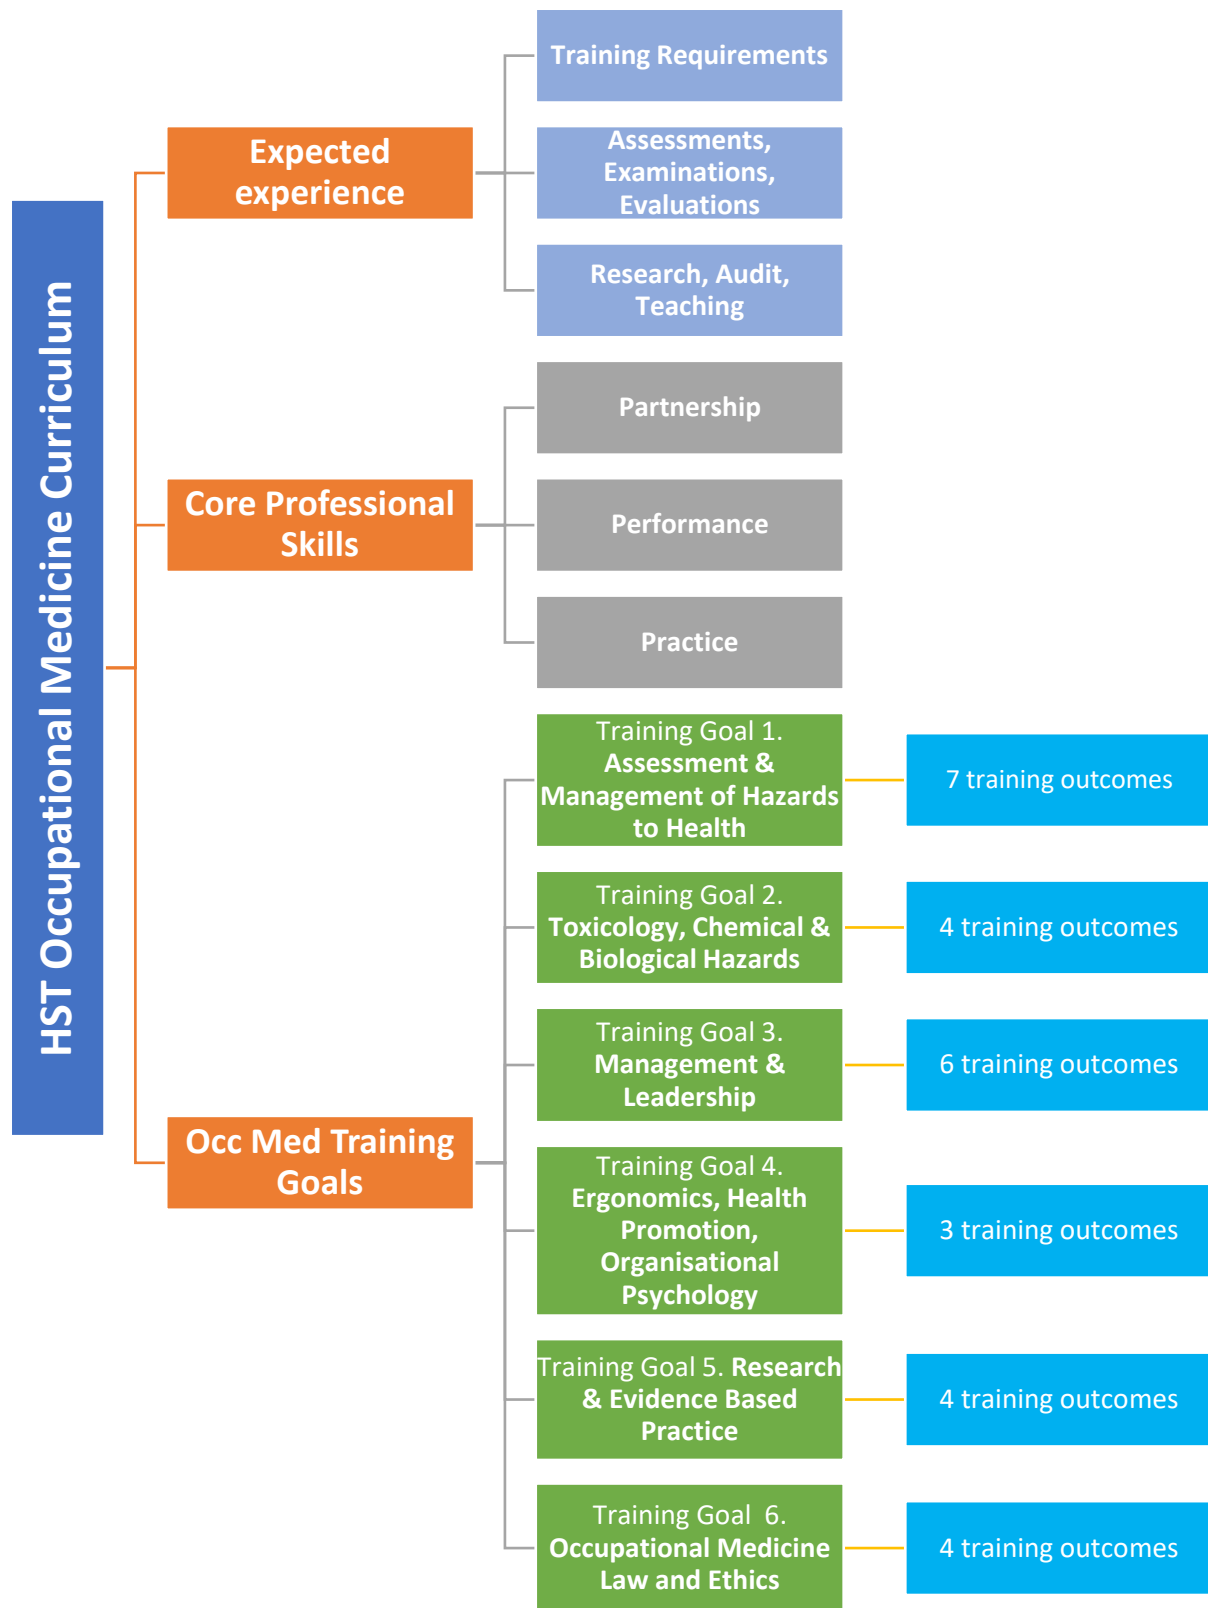 HST Occupational Medicine Curriculum
Expected
experience
Training Requirements
Assessments,
Examinations,
Evaluations
Research, Audit,
Teaching
Core Professional
Skills
Partnership
Performance
Practice
Occ Med Training
Goals
Training Goal 1.
Assessment &
Management of Hazards
to Health
7 training outcomes
Training Goal 2.
Toxicology, Chemical &
Biological Hazards
4 training outcomes
Training Goal 3.
Management &
Leadership
6 training outcomes
Training Goal 4.
Ergonomics, Health
Promotion,
Organisational
Psychology
3 training outcomes
Training Goal 5. Research
& Evidence Based
Practice
4 training outcomes
Training Goal  6.
Occupational Medicine
Law and Ethics
4 training outcomes